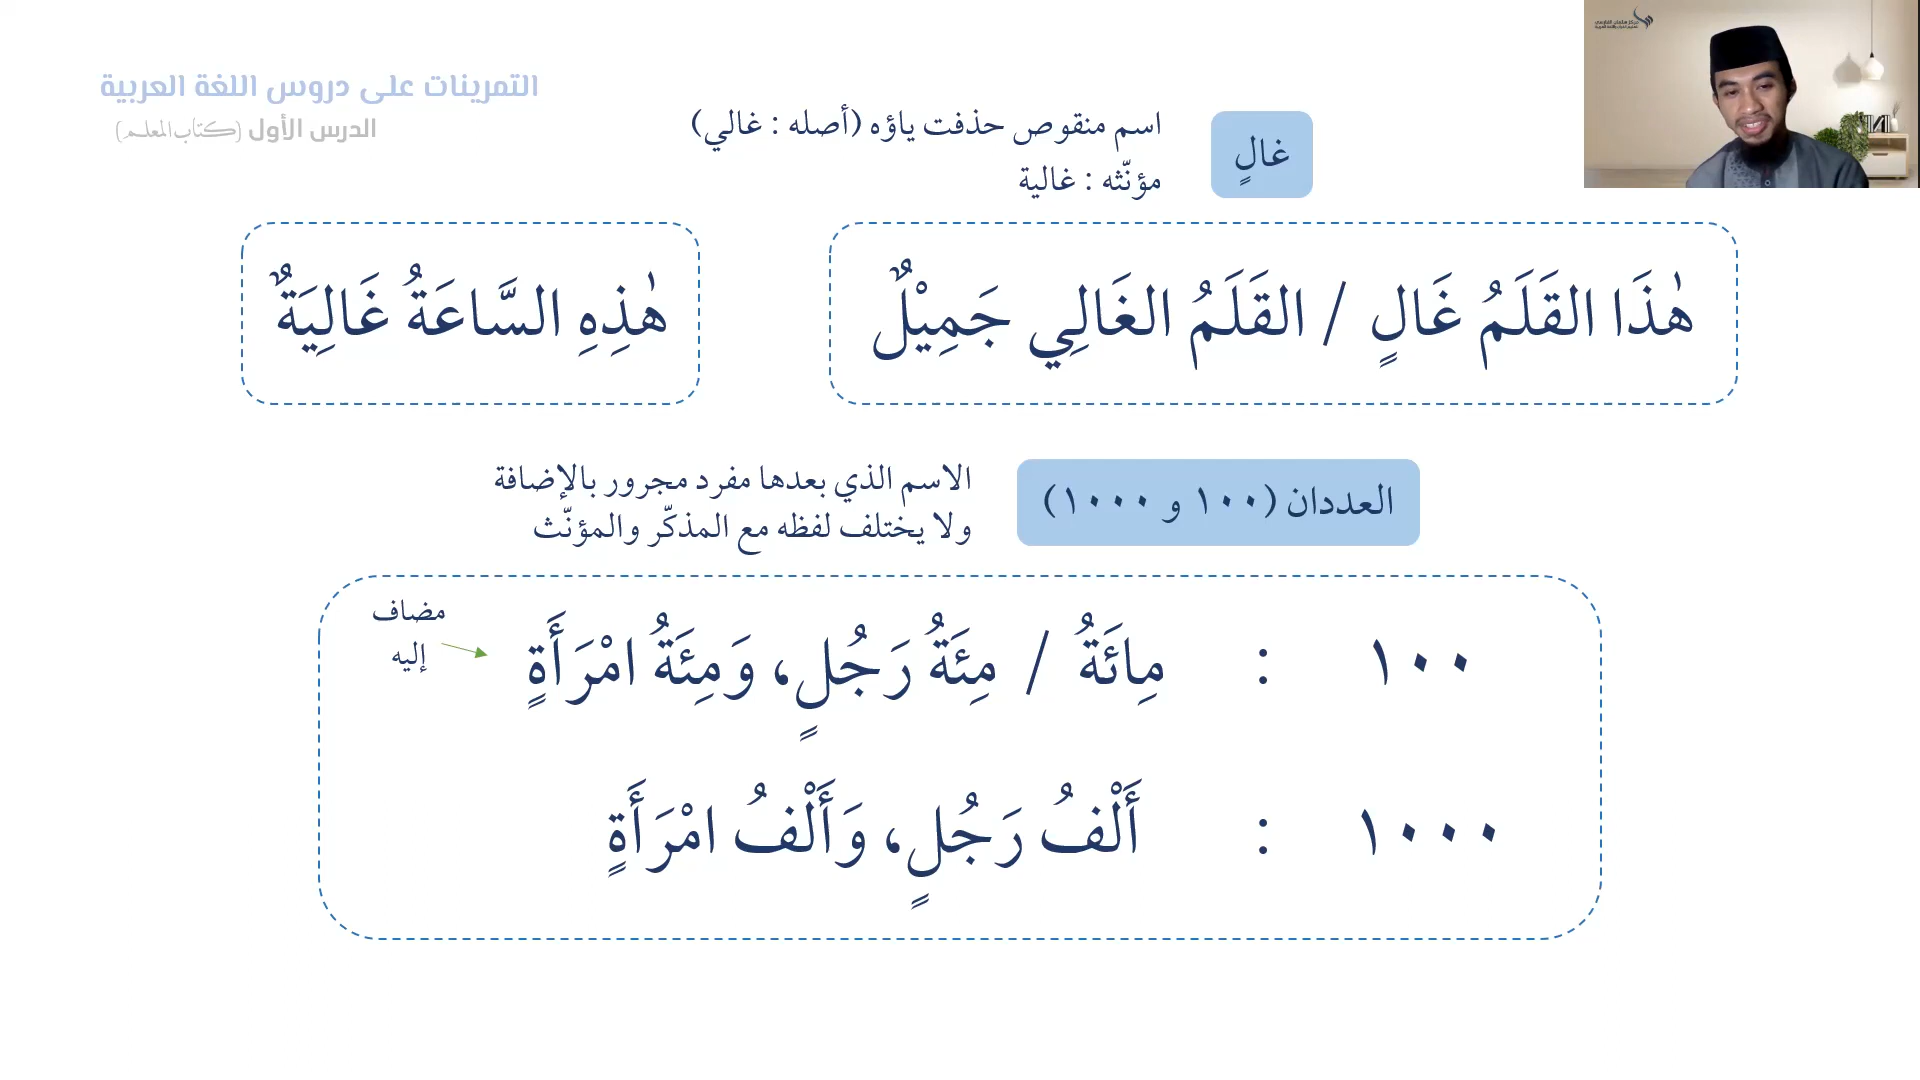 التمرينات على دروس اللغة العربية
الدرس الأول (كتاب المعلم)
غالٍ
اسم منقوص حذفت ياؤه (أصله : غالي)
مؤنّثه : غالية
هٰذَا القَلَمُ غَالٍ / القَلَمُ الغَالِي جَمِيْلٌ
هٰذِهِ السَّاعَةُ غَالِيَةٌ
العددان (١٠٠ و ١٠٠٠)
الاسم الذي بعدها مفرد مجرور بالإضافة
ولا يختلف لفظه مع المذكّر والمؤنّث
١٠٠ : مِائَةُ / مِئَةُ رَجُلٍ، وَمِئَةُ امْرَأَةٍ
مضاف
إليه
١٠٠٠ : أَلْفُ رَجُلٍ، وَأَلْفُ امْرَأَةٍ